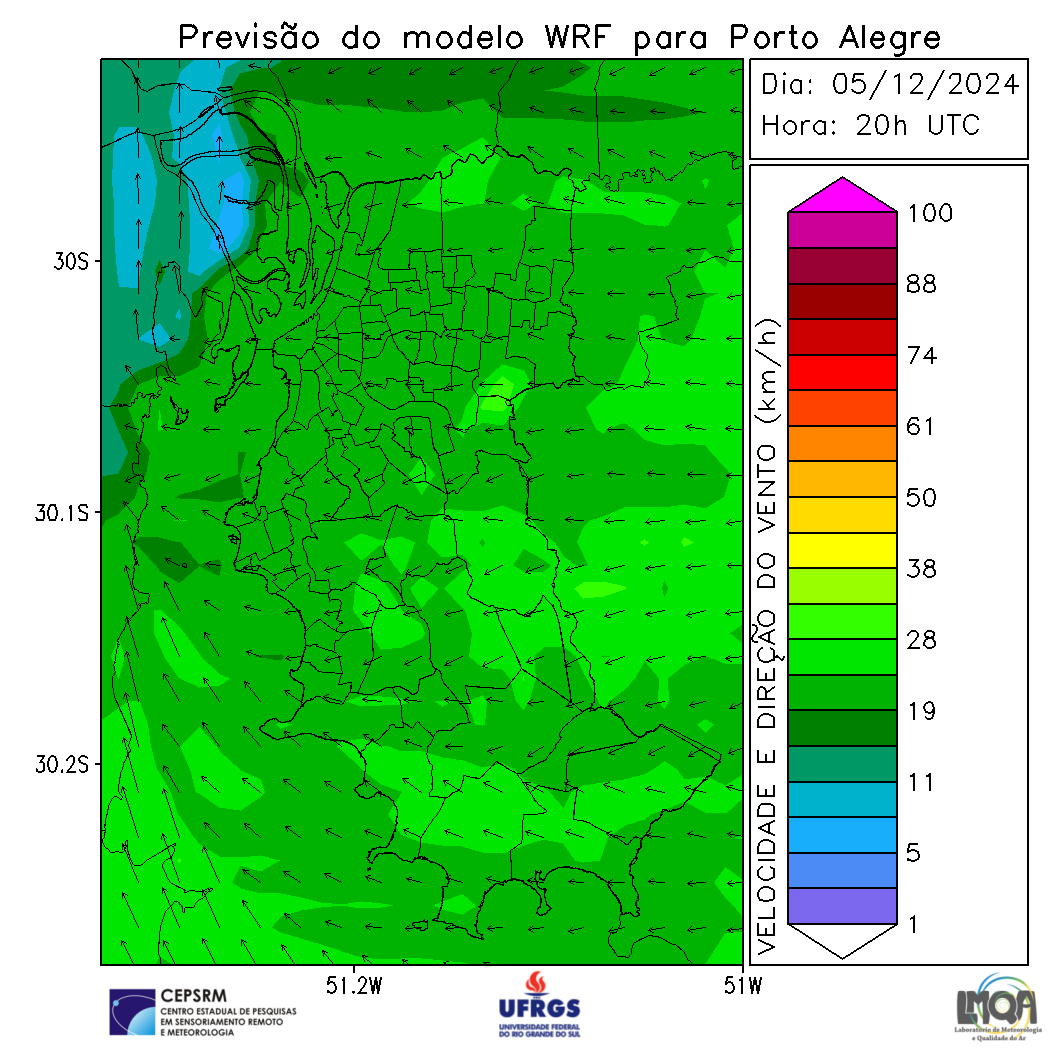 Previsão do modelo WRF para Porto Alegre
Dia: 05/12/2024
Hora: 20h UTC
30S
30.1S
30.2S
51.2W
51W
VELOCIDADE E DIREÇÃO DO VENTO (km/h)
100
88
74
61
50
38
28
19
11
5
1
CEPSRM
CENTRO ESTADUAL DE PESQUISAS
EM SENSORIAMENTO REMOTO
E METEOROLOGIA
UFRGS
UNIVERSIDADE FEDERAL
DO RIO GRANDE DO SUL
LMQA
Laboratório de Meteorologia
e Qualidade do Ar